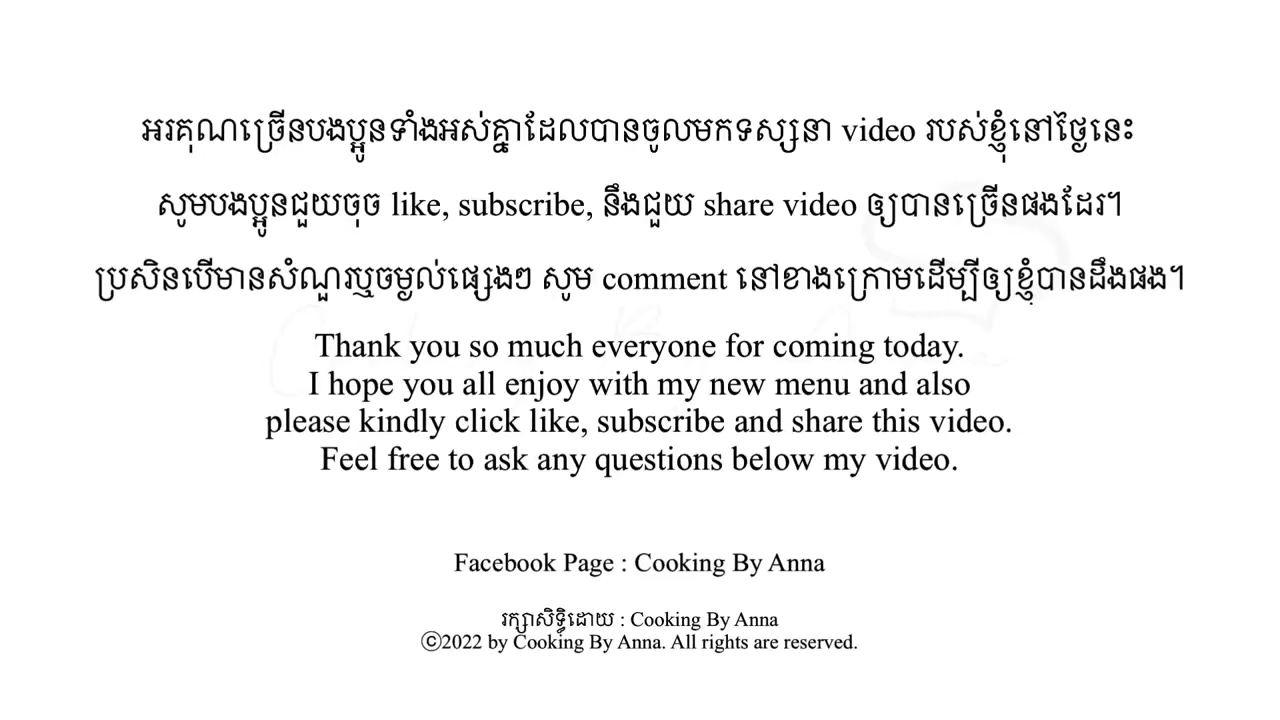 អរគុណច្រើនបងប្អូនទាំងអស់គ្នាដែលបានចូលមកទស្សនា video របស់ខ្ញុំនៅថ្ងៃនេះ
សូមបងប្អូនជួយចុច like, subscribe, នឹងជួយ share video ឲ្យបានច្រើនផងដែរ។
ប្រសិនបើមានសំណួរឬចម្ងល់ផ្សេងៗ សូម comment នៅខាងក្រោមដើម្បីឲ្យខ្ញុំបានដឹងផង។
Thank you so much everyone for coming today.
I hope you all enjoy with my new menu and also
please kindly click like, subscribe and share this video.
Feel free to ask any questions below my video.
Facebook Page : Cooking By Anna
រក្សាសិទ្ធិដោយ : Cooking By Anna
©2022 by Cooking By Anna. All rights are reserved.